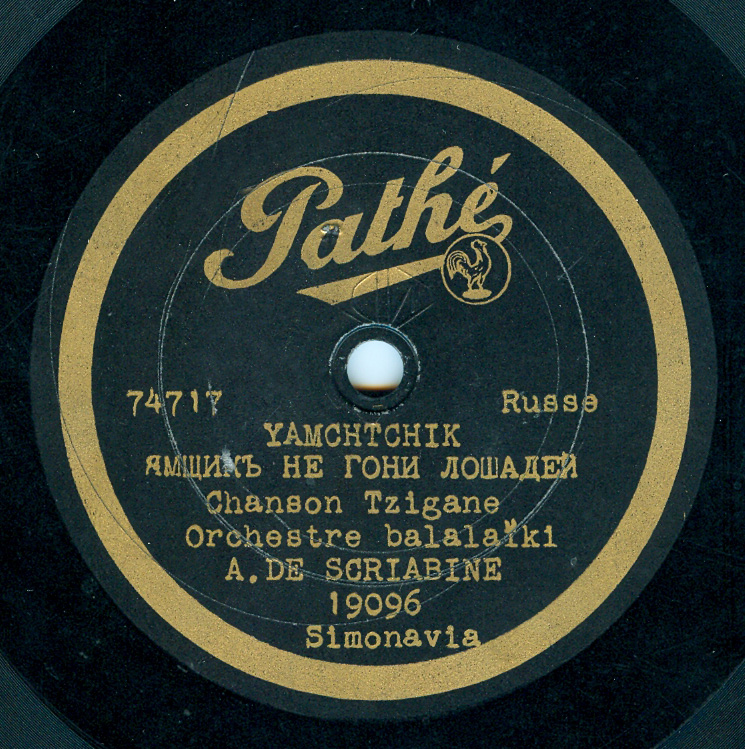 Pathé
74717 Russe
YAMCHTCHIK
ЯМЩИКЪ НЕ ГОНИ ЛОШАДЕЙ
Chanson Tzigane
Orchestre balalaïki
A. DE SCRIABINE
19096
Simonavia